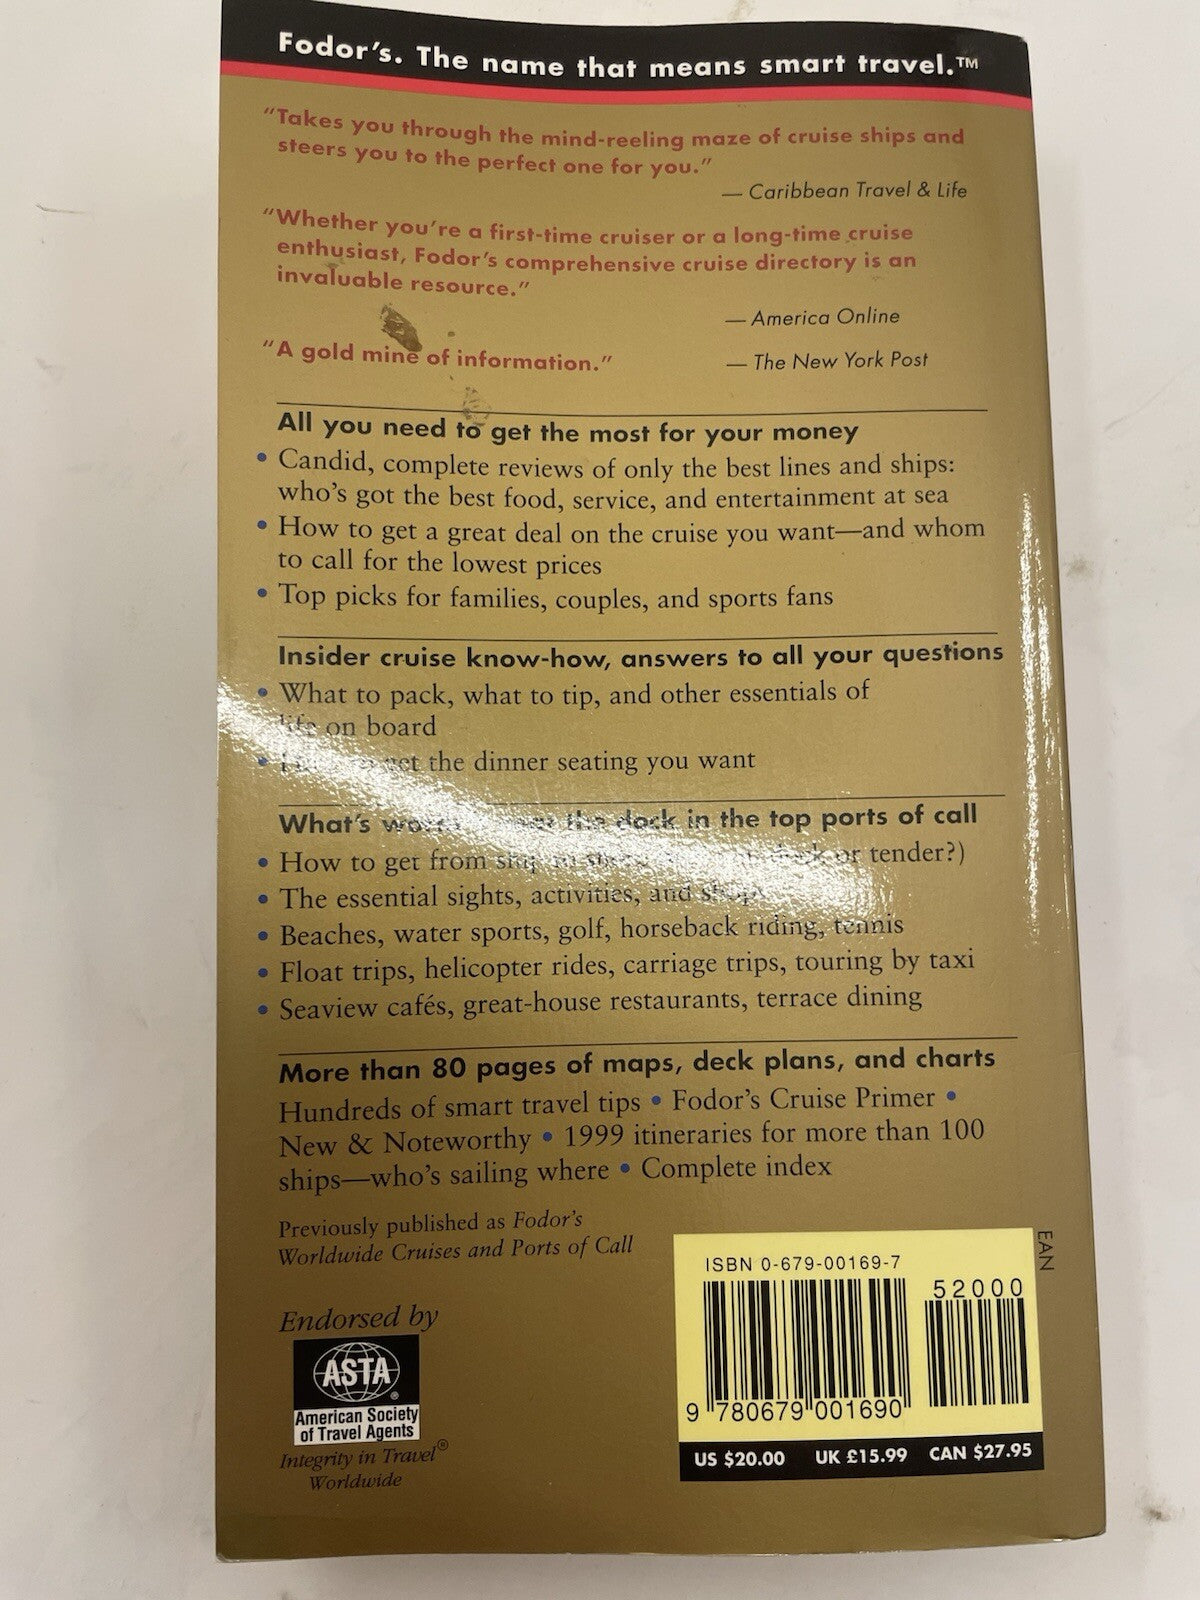 Fodor's. The name that means smart travel.™
"Takes you through the mind-reeling maze of cruise ships and
steers you to the perfect one for you."
— Caribbean Travel & Life
"Whether you're a first-time cruiser or a long-time cruise
enthusiast, Fodor's comprehensive cruise directory is an
invaluable resource."
— America Online
"A gold mine of information."
— The New York Post
All you need to get the most for your money
• Candid, complete reviews of only the best lines and ships:
who's got the best food, service, and entertainment at sea
• How to get a great deal on the cruise you want—and whom
to call for the lowest prices
• Top picks for families, couples, and sports fans
Insider cruise know-how, answers to all your questions
• What to pack, what to tip, and other essentials of
life on board
• get the dinner seating you want
What's the dock in the top ports of call
• How to get from ship or tender?)
• The essential sights, activities, and
• Beaches, water sports, golf, horseback riding, tennis
• Float trips, helicopter rides, carriage trips, touring by taxi
• Seaview cafés, great-house restaurants, terrace dining
More than 80 pages of maps, deck plans, and charts
Hundreds of smart travel tips • Fodor's Cruise Primer •
New & Noteworthy • 1999 itineraries for more than 100
ships—who's sailing where • Complete index
Previously published as Fodor's
Worldwide Cruises and Ports of Call
Endorsed by
ASTA®
American Society
of Travel Agents
Integrity in Travel®
Worldwide
EAN
ISBN 0-679-00169-7
52000
9 780679 001690
US $20.00 UK £15.99 CAN $27.95